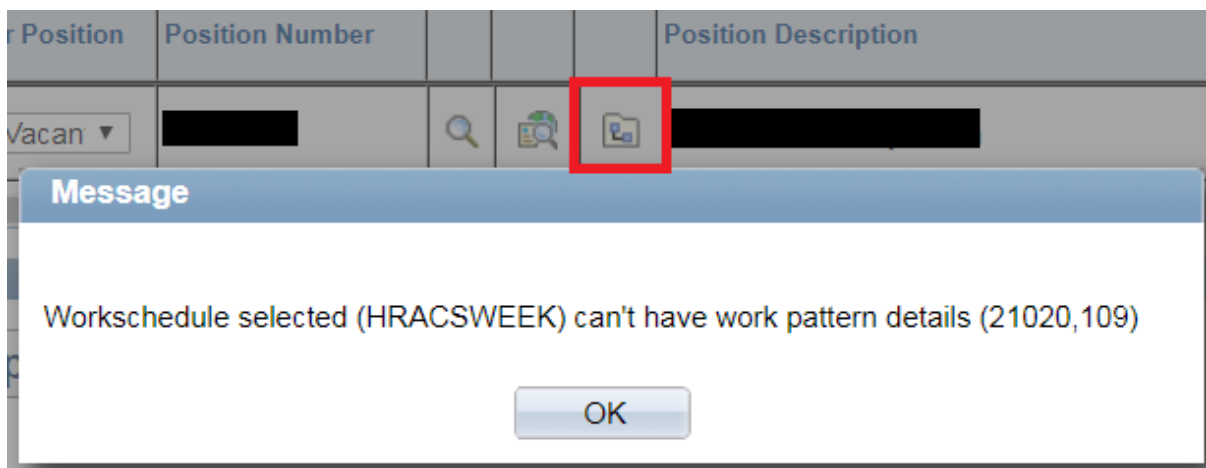 r Position Position Number Position Description
Vacan
Message
Workschedule selected (HRACSWEEK) can't have work pattern details (21020,109)
OK